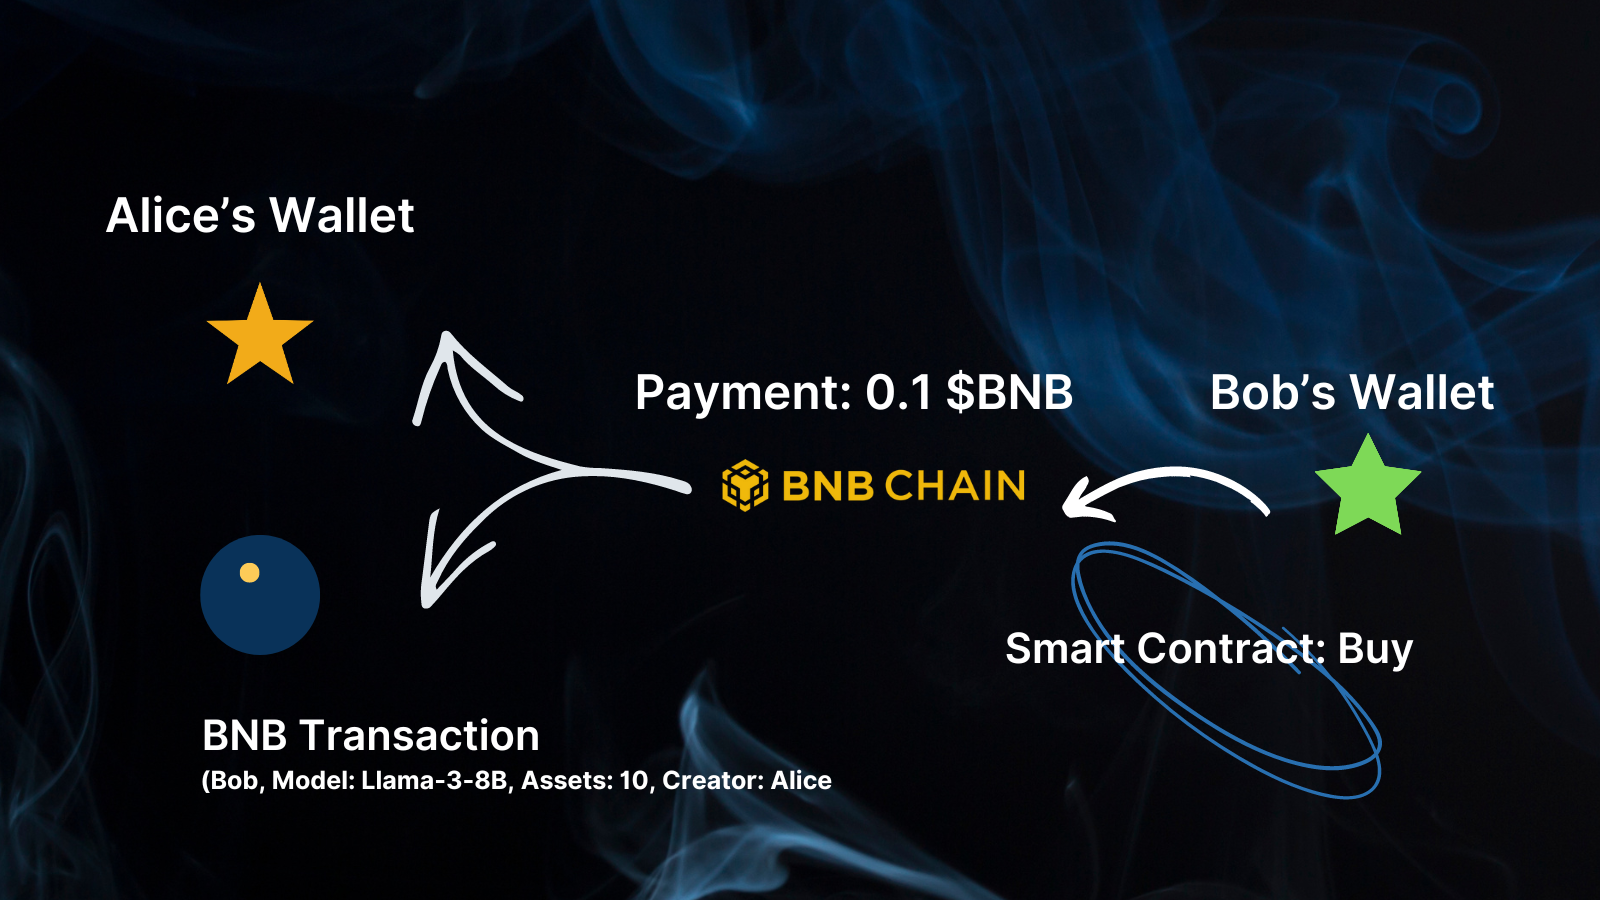 Alice’s Wallet
Payment: 0.1 $BNB
Bob’s Wallet
BNB CHAIN
Smart Contract: Buy
BNB Transaction
(Bob, Model: Llama-3-8B, Assets: 10, Creator: Alice